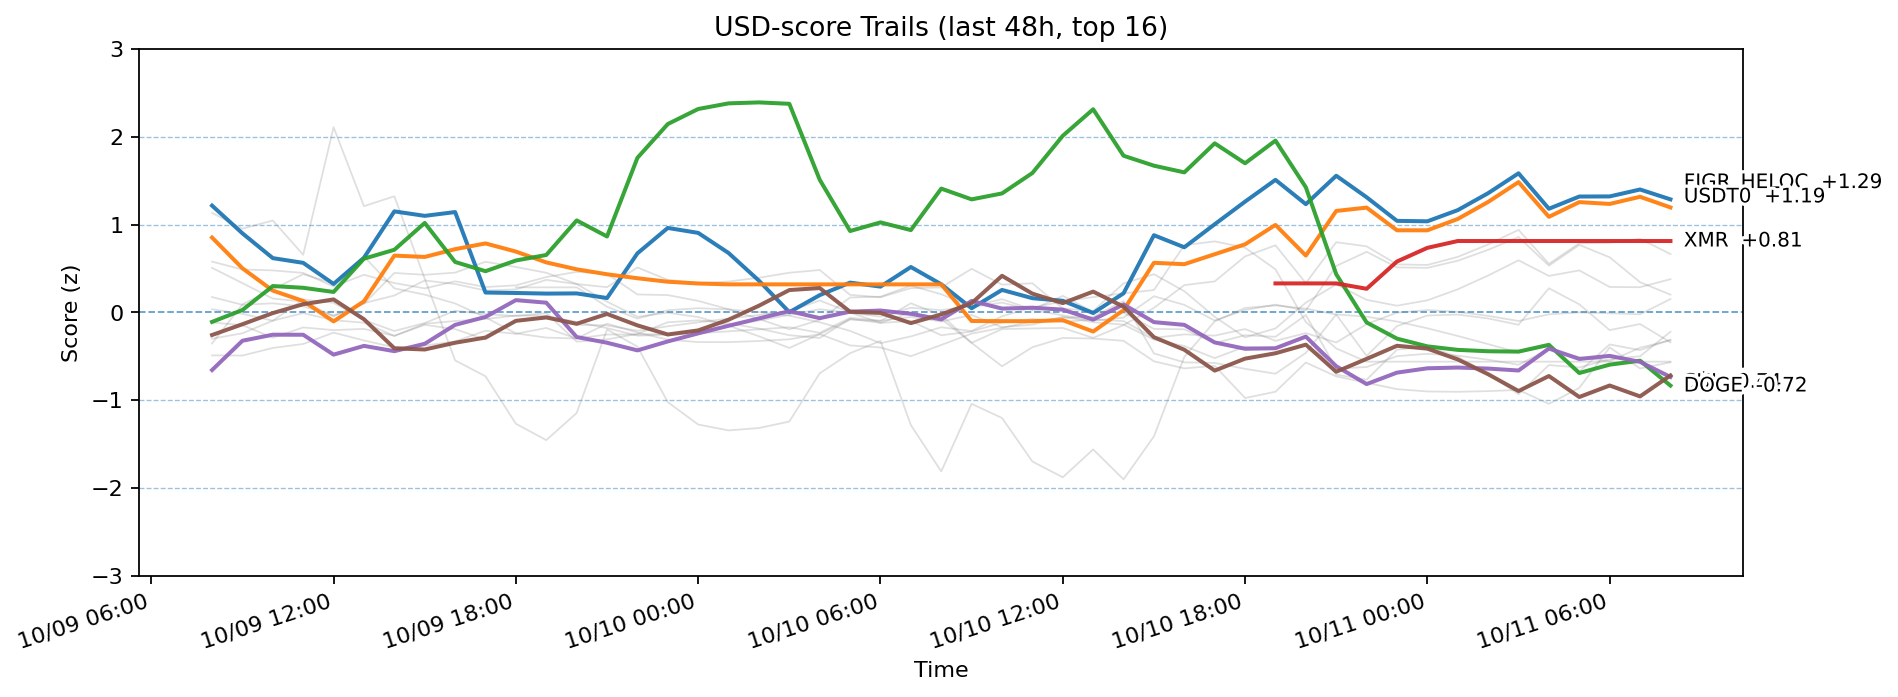 USD-score Trails (last 48h, top 16)
3
2
1
0
−1
−2
−3
Score (z)
FIGR_HELOC +1.29
USDT0 +1.19
XMR +0.81
DOGE -0.72
10/09 06:00
10/09 12:00
10/09 18:00
10/10 00:00
10/10 06:00
10/10 12:00
10/10 18:00
10/11 00:00
10/11 06:00
Time